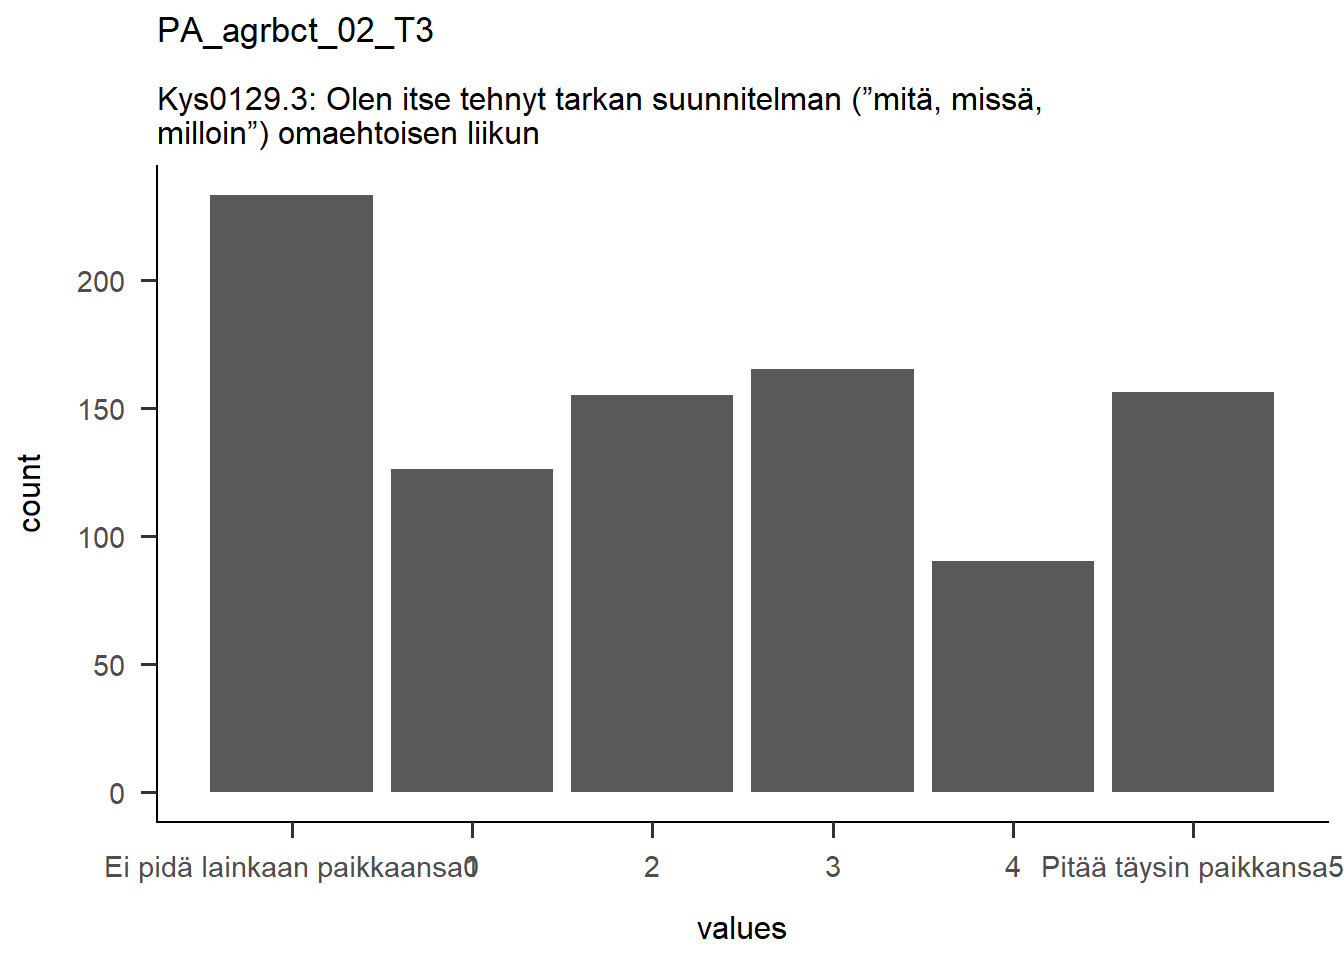 PA_agrbct_02_T3
Kys0129.3: Olen itse tehnyt tarkan suunnitelman (”mitä, missä,
milloin”) omaehtoisen liikun
200
150
100
50
0
count
Ei pidä lainkaan paikkaansa0 1 2 3 4 Pitää täysin paikkansa5
values